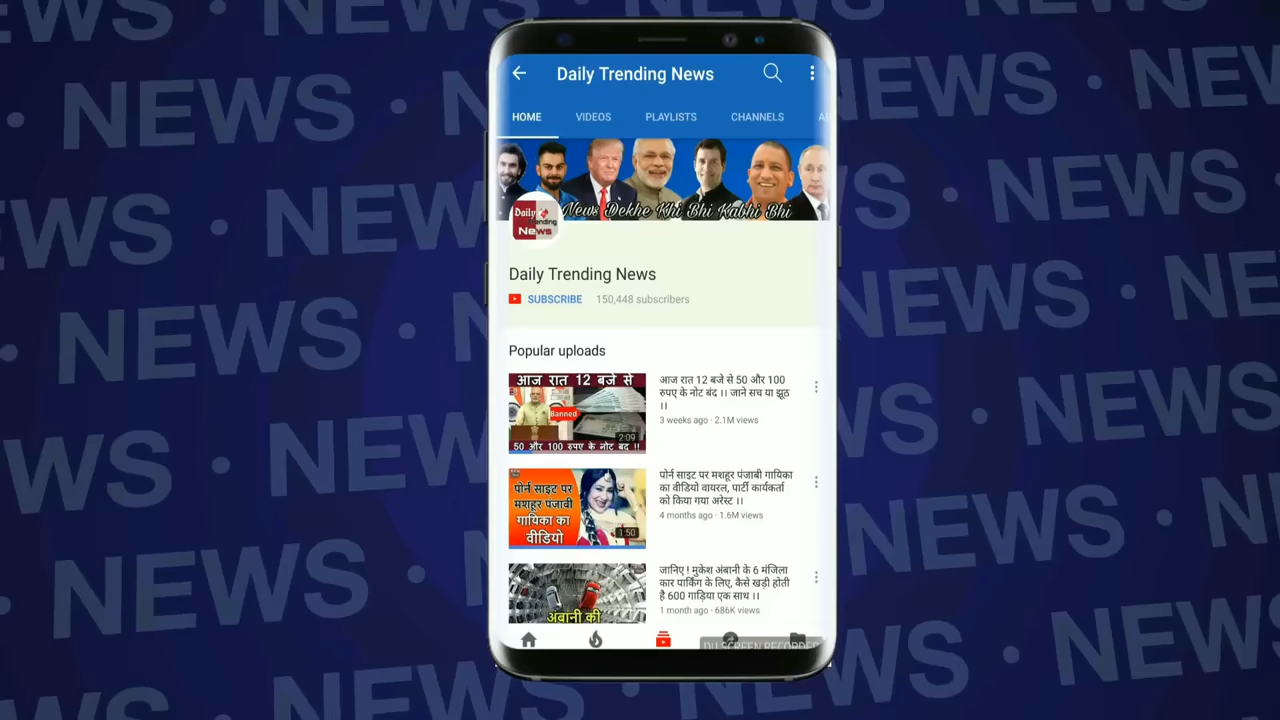 NEWS · NEWS · NEWS
Daily Trending News
HOME VIDEOS PLAYLISTS CHANNELS
News Dekhe Khi Bhi Kabhi Bhi
Daily
Trending
News
Daily Trending News
SUBSCRIBE 150,448 subscribers
Popular uploads
आज रात 12 बजे से
Banned
2:09
50 और 100 रुपए के नोट बंद !!
आज रात 12 बजे से 50 और 100
रुपए के नोट बंद ।। जाने सच या झूठ
।।
3 weeks ago · 2.1M views
पोर्न साइट पर
मशहूर पंजाबी
गायिका का
वीडियो
1:50
पोर्न साइट पर मशहूर पंजाबी गायिका
का वीडियो वायरल, पार्टी कार्यकर्ता
को किया गया अरेस्ट ।।
4 months ago · 1.6M views
अंबानी की
जानिए ! मुकेश अंबानी के 6 मंजिला
कार पार्किंग के लिए, कैसे खड़ी होती
है 600 गाड़िया एक साथ ।।
1 month ago · 686K views
DU SCREEN RECORDER